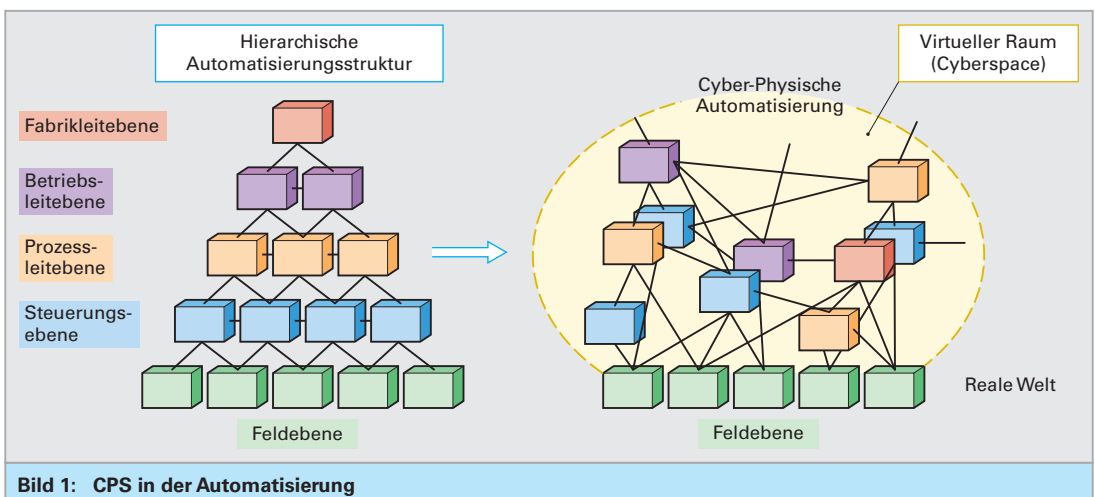 Hierarchische
Automatisierungsstruktur
Virtueller Raum
(Cyberspace)
Cyber-Physische
Automatisierung
Fabrikleitebene
Betriebs-
leitebene
Prozess-
leitebene
Steuerungs-
ebene
Reale Welt
Feldebene
Feldebene
Bild 1: CPS in der Automatisierung